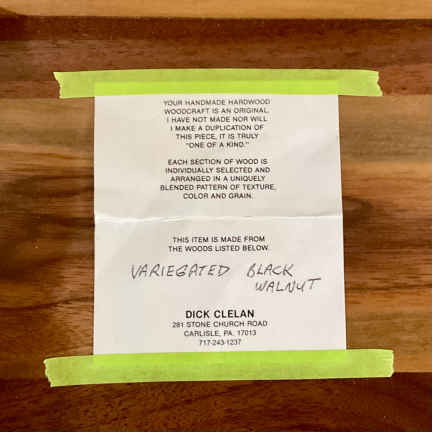 YOUR HANDMADE HARDWOOD
WOODCRAFT IS AN ORIGINAL.
I HAVE NOT MADE NOR WILL
I MAKE A DUPLICATION OF
THIS PIECE, IT IS TRULY
"ONE OF A KIND."
EACH SECTION OF WOOD IS
INDIVIDUALLY SELECTED AND
ARRANGED IN A UNIQUELY
BLENDED PATTERN OF TEXTURE,
COLOR AND GRAIN.
THIS ITEM IS MADE FROM
THE WOODS LISTED BELOW.
VARIEGATED BLACK
WALNUT
DICK CLELAN
281 STONE CHURCH ROAD
CARLISLE, PA. 17013
717-243-1237